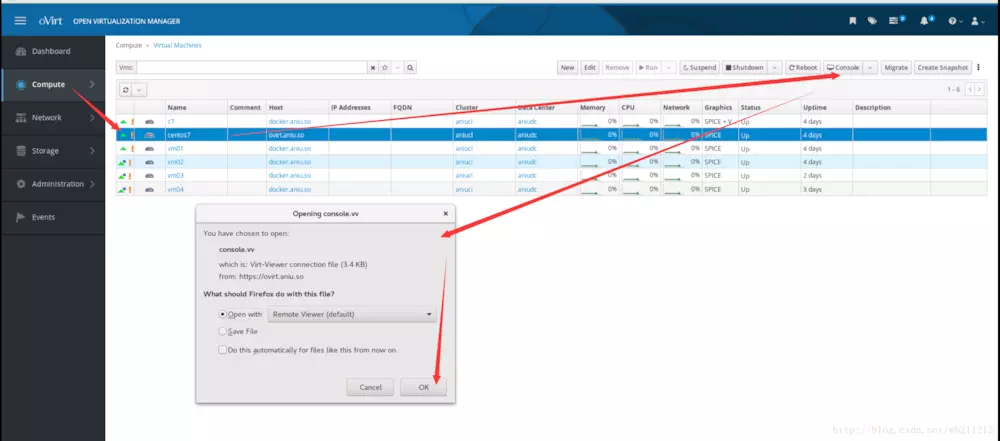 oVirt OPEN VIRTUALIZATION MANAGER
Dashboard
Compute
Network
Storage
Administration
Events
Compute » Virtual Machines
Vms:
New Edit Remove Run Suspend Shutdown Reboot Console Migrate Create Snapshot
1 - 6
Name Comment Host IP Addresses FQDN Cluster Data Center Memory CPU Network Graphics Status Uptime Description
c7 docker.aniu.so aniucl aniudc 0% 0% 0% SPICE + V... Up 4 days
centos7 ovirt.aniu.so aniucl aniudc 0% 0% 0% SPICE Up 4 days
vm01 docker.aniu.so aniucl aniudc 0% 0% 0% SPICE Up 4 days
vm02 docker.aniu.so aniucl aniudc 0% 0% 0% SPICE Up 4 days
vm03 docker.aniu.so aniucl aniudc 0% 0% 0% SPICE Up 2 days
vm04 docker.aniu.so aniucl aniudc 0% 0% 0% SPICE Up 3 days
Opening console.vv
You have chosen to open:
console.vv
which is: Virt-Viewer connection file (3.4 KB)
from: https://ovirt.aniu.so
What should Firefox do with this file?
Open with Remote Viewer (default)
Save File
Do this automatically for files like this from now on.
Cancel OK